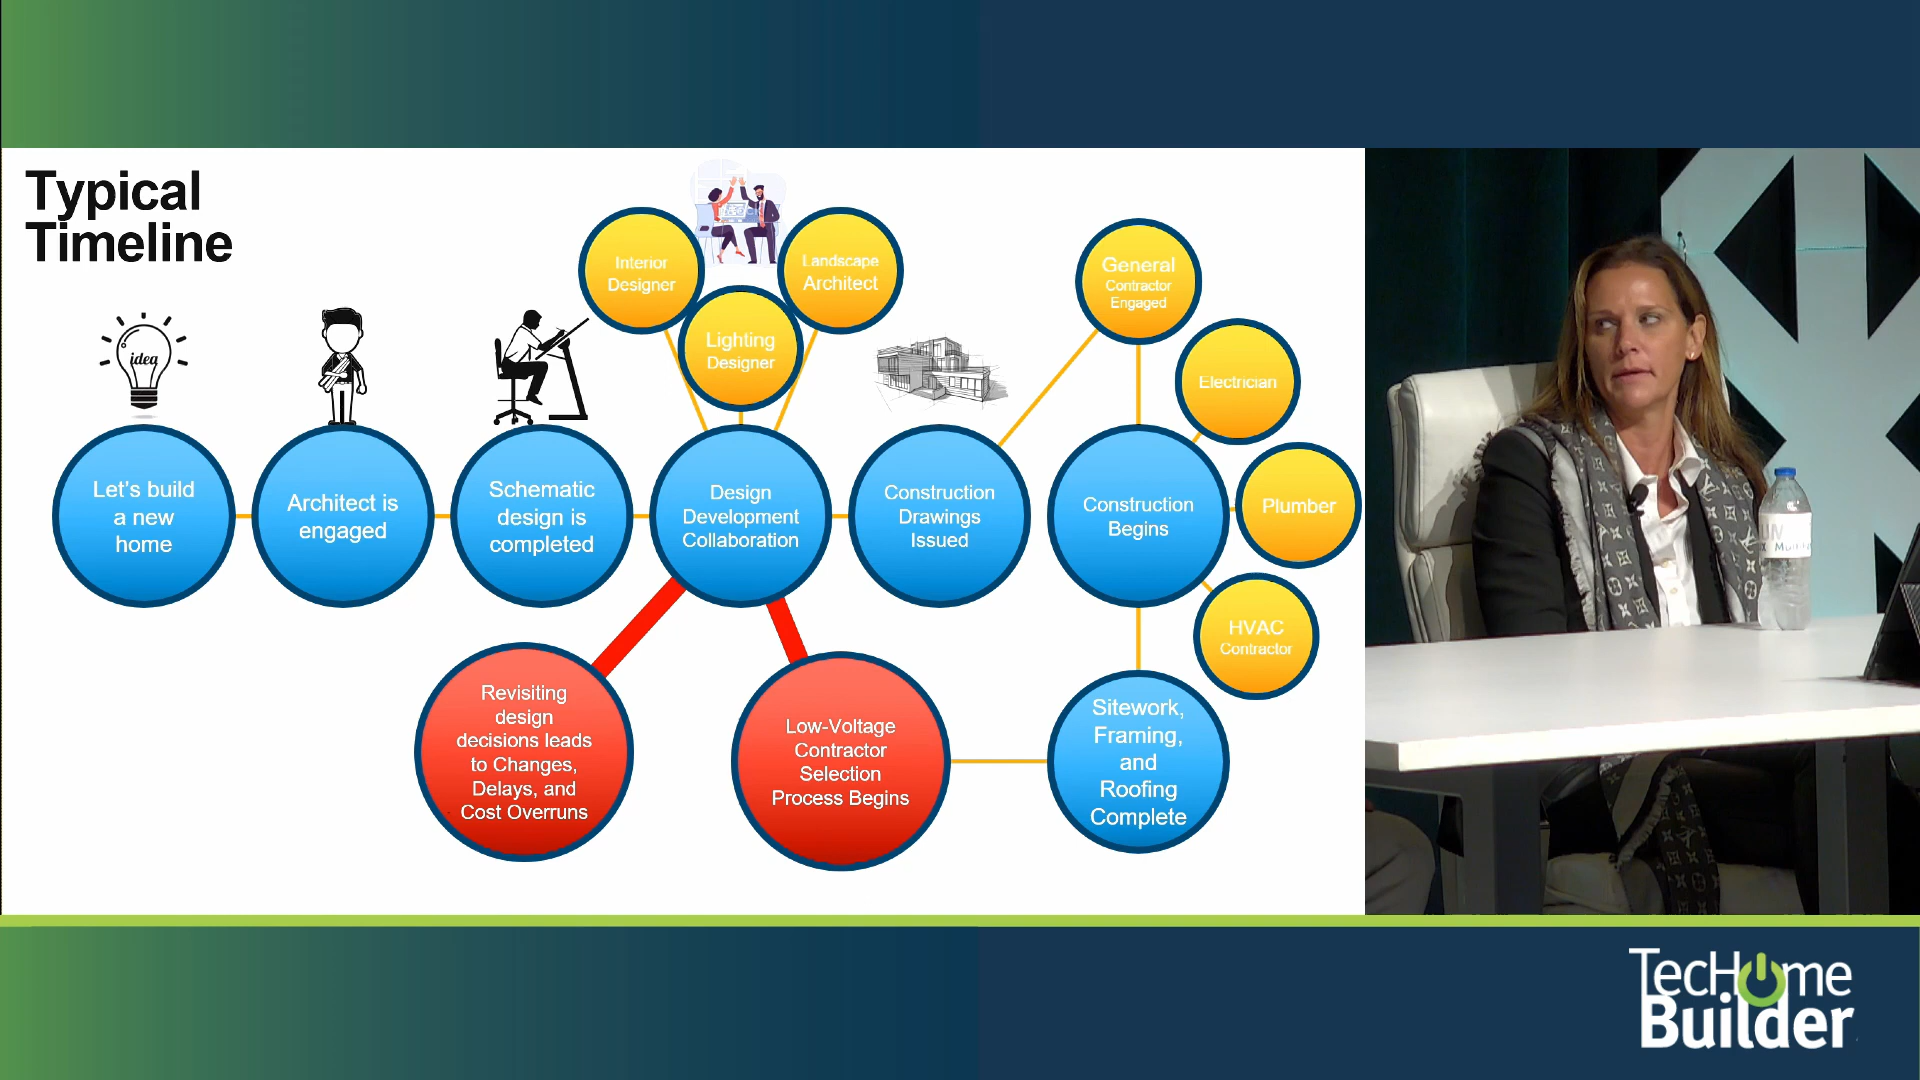 Typical
Timeline
idea
Interior
Designer
Landscape
Architect
Lighting
Designer
General
Contractor
Engaged
Electrician
Plumber
HVAC
Contractor
Let's build
a new
home
Architect is
engaged
Schematic
design is
completed
Design
Development
Collaboration
Construction
Drawings
Issued
Construction
Begins
Revisiting
design
decisions leads
to Changes,
Delays, and
Cost Overruns
Low-Voltage
Contractor
Selection
Process Begins
Sitework,
Framing,
and
Roofing
Complete
TecHome
Builder